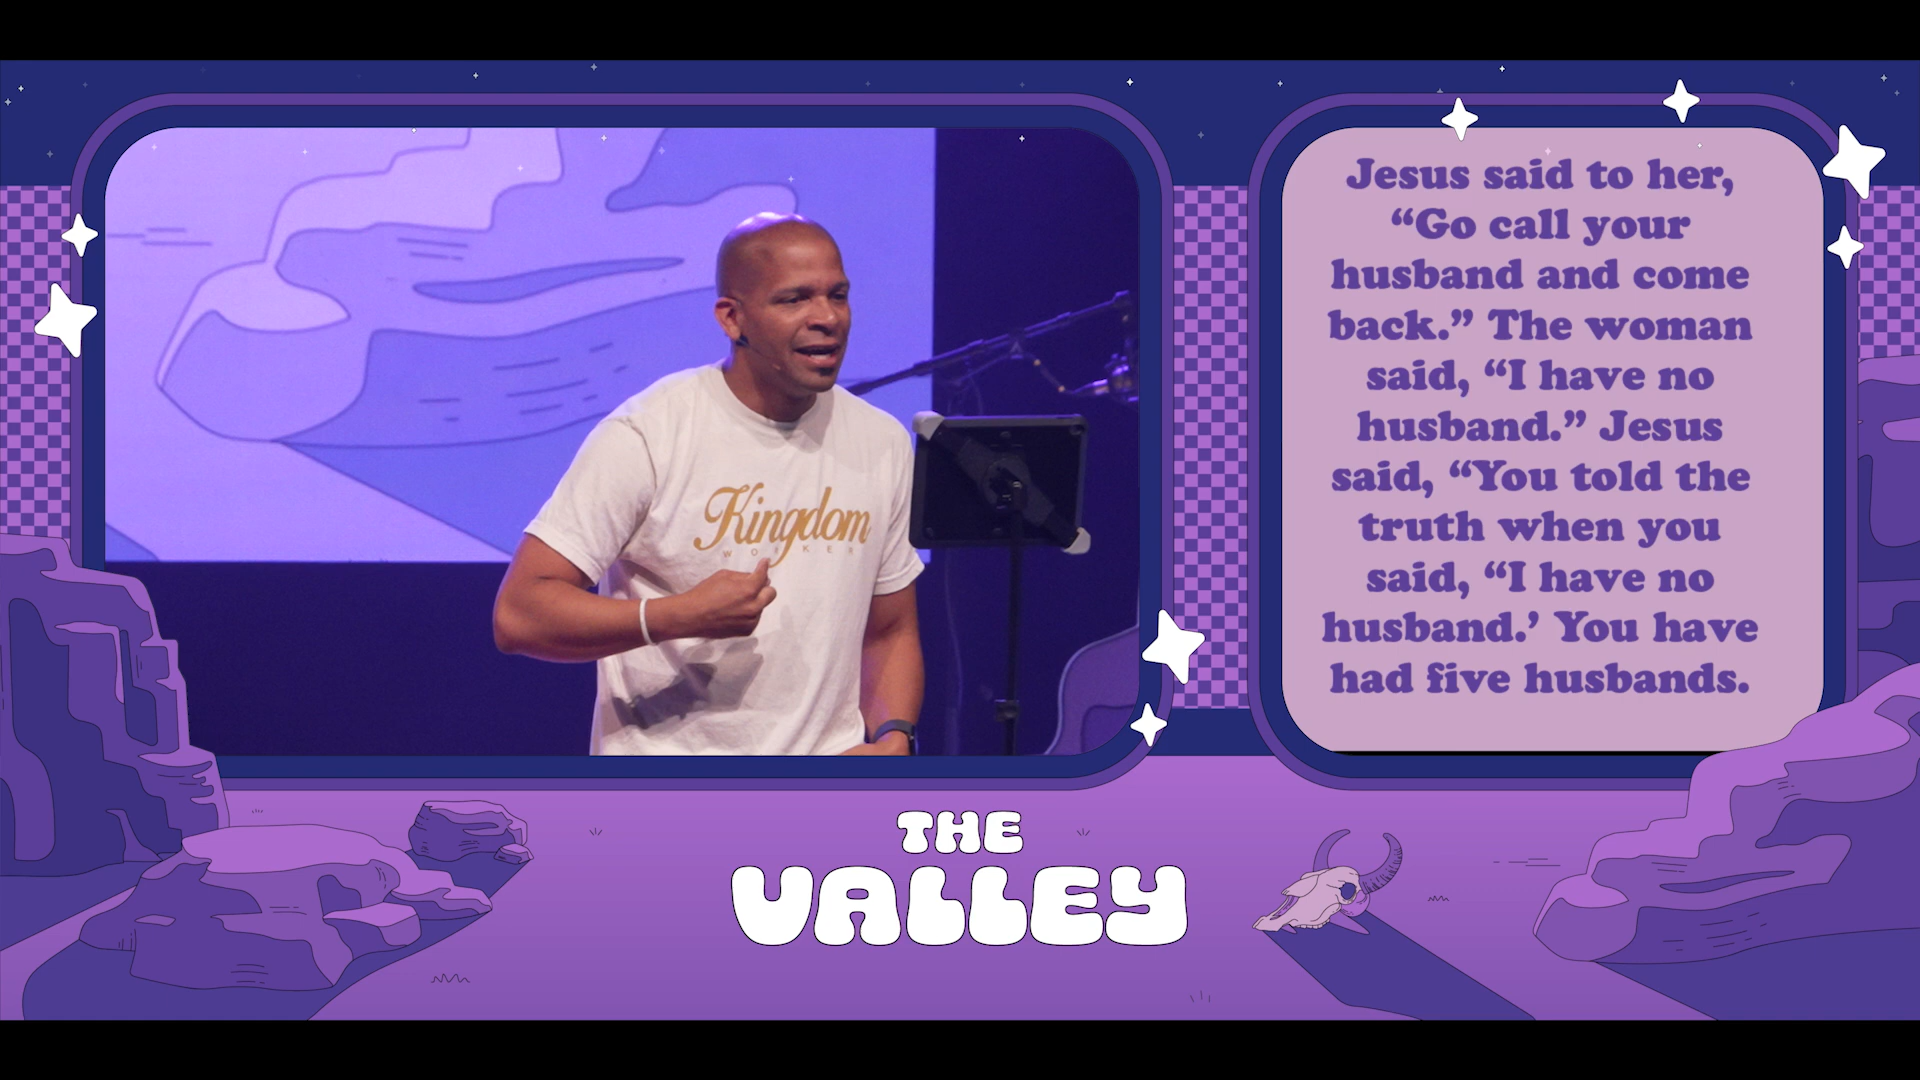 Kingdom
WORKER
Jesus said to her,
“Go call your
husband and come
back.” The woman
said, “I have no
husband.” Jesus
said, “You told the
truth when you
said, “I have no
husband.’ You have
had five husbands.
THE
VALLEY